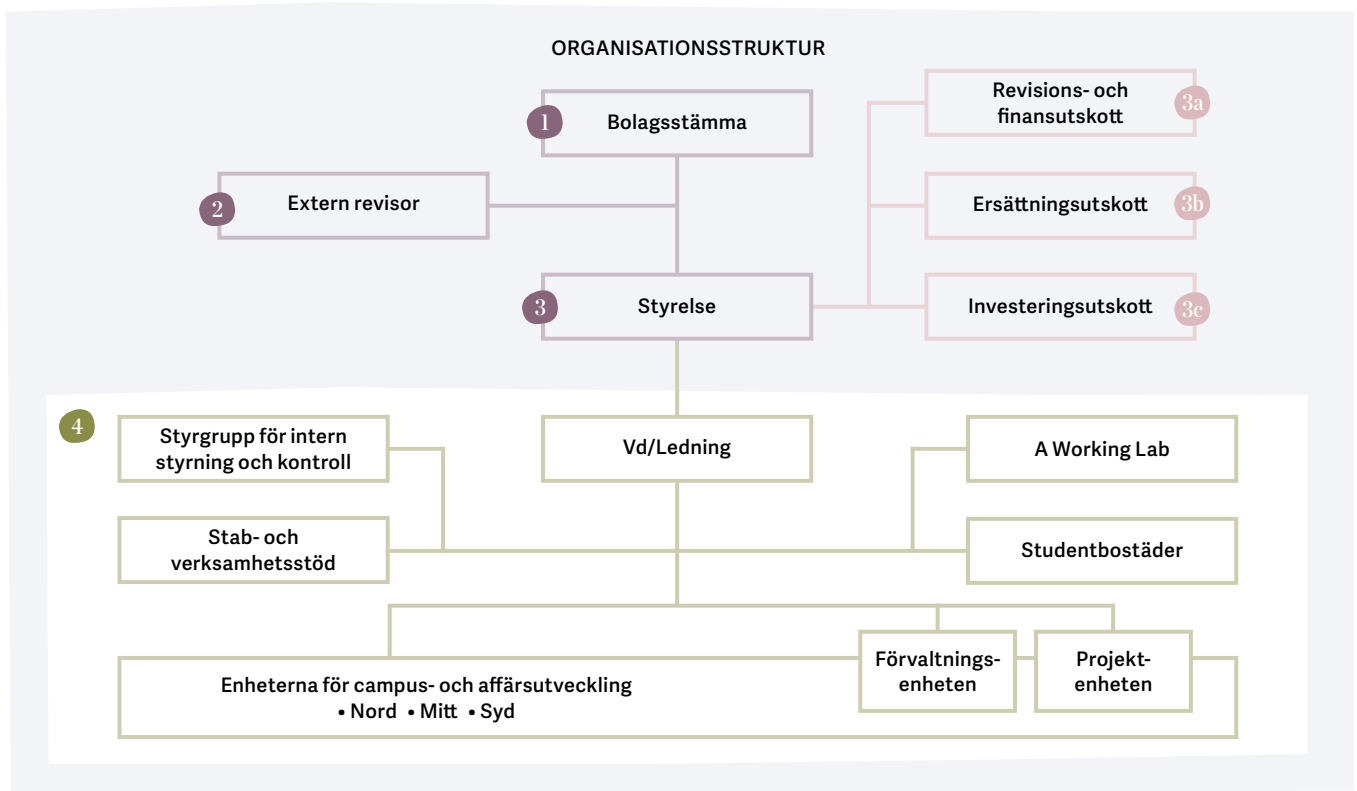 ORGANISATIONSSTRUKTUR
1
Bolagsstämma
Revisions- och
finansutskott
3a
2
Extern revisor
Ersättningsutskott
3b
3
Styrelse
Investeringsutskott
3c
4
Styrgrupp för intern
styrning och kontroll
Vd/Ledning
A Working Lab
Stab- och
verksamhetsstöd
Studentbostäder
Enheterna för campus- och affärsutveckling
• Nord • Mitt • Syd
Förvaltnings-
enheten
Projekt-
enheten